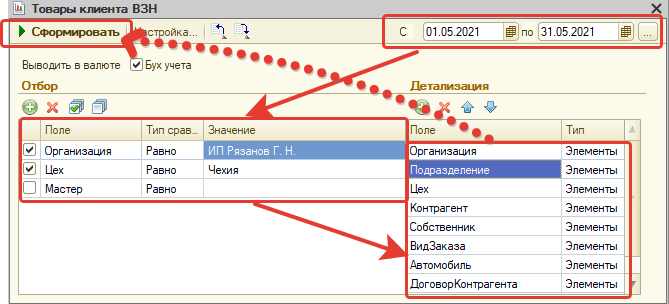 Товары клиента ВЗН
Сформировать Настройка...
С 01.05.2021 по 31.05.2021 ...
Выводить в валюте Бух учета
Отбор
Детализация
Поле Тип срав... Значение
Организация Равно ИП Рязанов Г. Н.
Цех Равно Чехия
Мастер Равно
Поле Тип
Организация Элементы
Подразделение Элементы
Цех Элементы
Контрагент Элементы
Собственник Элементы
ВидЗаказа Элементы
Автомобиль Элементы
ДоговорКонтрагента Элементы